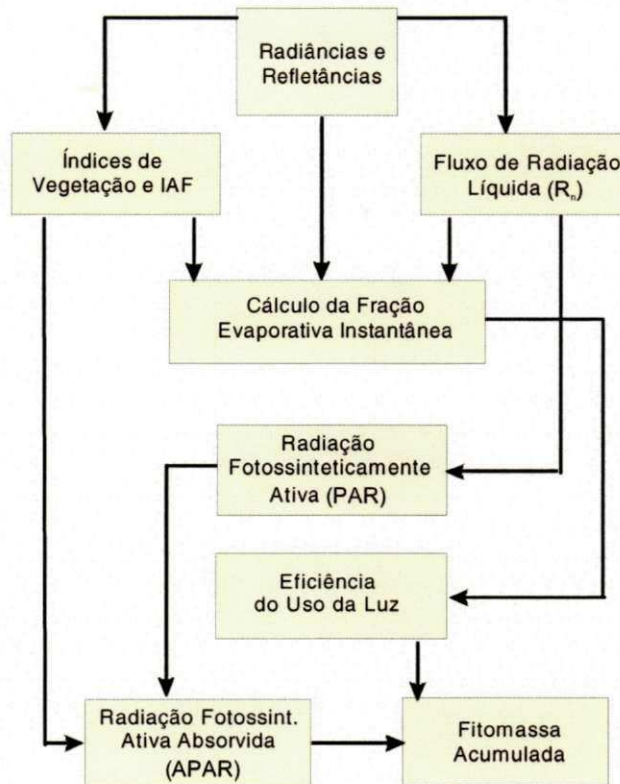 Radiâncias e
Refletâncias
Índices de
Vegetação e IAF
Fluxo de Radiação
Líquida (Rn)
Cálculo da Fração
Evaporativa Instantânea
Radiação
Fotossinteticamente
Ativa (PAR)
Eficiência
do Uso da Luz
Radiação Fotossint.
Ativa Absorvida
(APAR)
Fitomassa
Acumulada